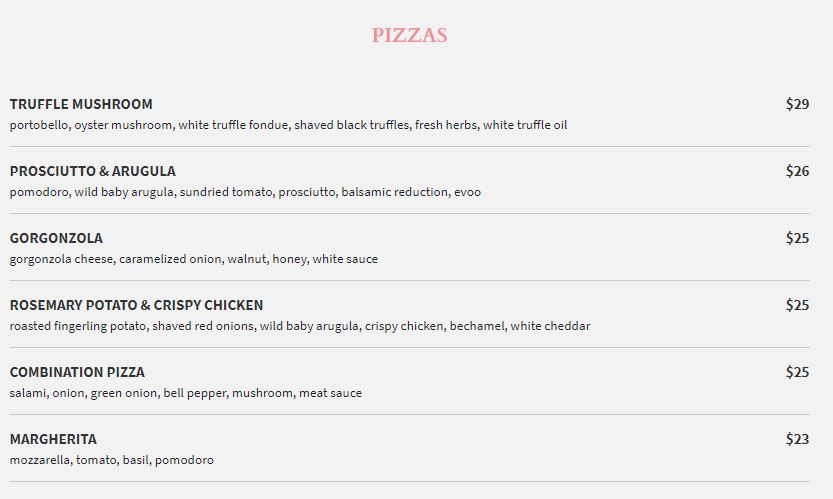 PIZZAS
TRUFFLE MUSHROOM $29
portobello, oyster mushroom, white truffle fondue, shaved black truffles, fresh herbs, white truffle oil
PROSCIUTTO & ARUGULA $26
pomodoro, wild baby arugula, sundried tomato, prosciutto, balsamic reduction, evoo
GORGONZOLA $25
gorgonzola cheese, caramelized onion, walnut, honey, white sauce
ROSEMARY POTATO & CRISPY CHICKEN $25
roasted fingerling potato, shaved red onions, wild baby arugula, crispy chicken, bechamel, white cheddar
COMBINATION PIZZA $25
salami, onion, green onion, bell pepper, mushroom, meat sauce
MARGHERITA $23
mozzarella, tomato, basil, pomodoro